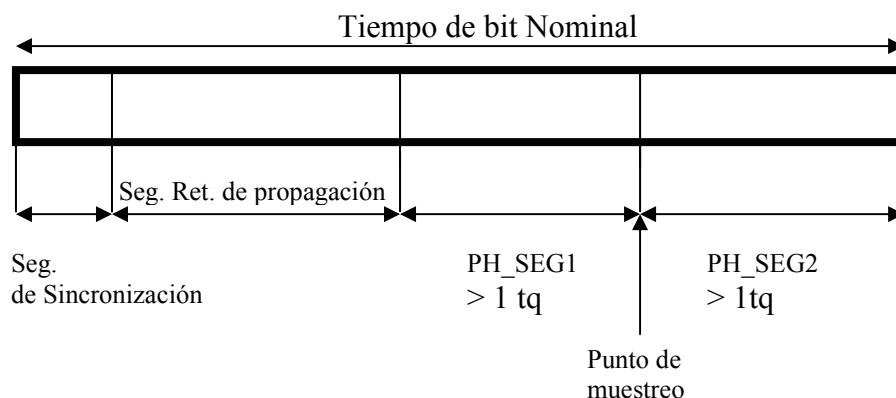 Tiempo de bit Nominal
Seg. Ret. de propagación
Seg.
de Sincronización
PH_SEG1
> 1 tq
PH_SEG2
> 1tq
Punto de
muestreo